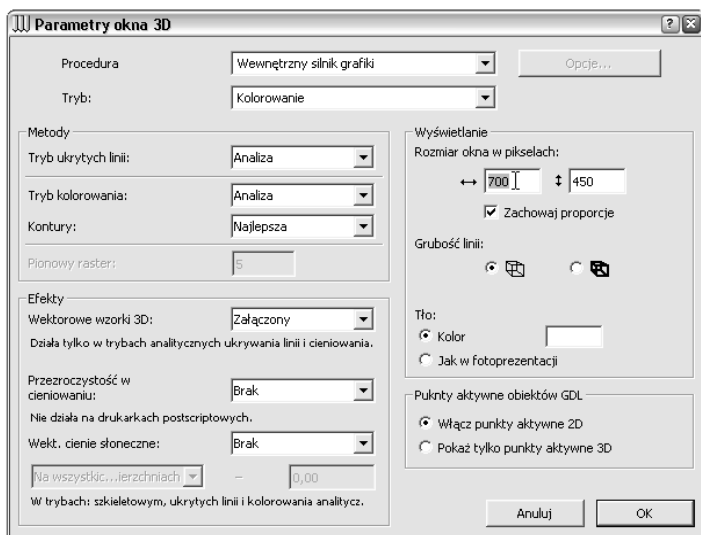 Parametry okna 3D
Procedura
Wewnętrzny silnik grafiki
Opcje...
Tryb:
Kolorowanie
Metody
Tryb ukrytych linii:
Analiza
Tryb kolorowania:
Analiza
Kontury:
Najlepsza
Pionowy raster:
5
Efekty
Wektorowe wzorki 3D:
Załączony
Działa tylko w trybach analitycznych ukrywania linii i cieniowania.
Przezroczystość w
cieniowaniu:
Brak
Nie działa na drukarkach postscriptowych.
Wekt. cienie słoneczne:
Brak
Na wszystkic...ierzchniach
–
0,00
W trybach: szkieletowym, ukrytych linii i kolorowania analitycz.
Wyświetlanie
Rozmiar okna w pikselach:
700
450
Zachowaj proporcje
Grubość linii:
Tło:
Kolor
Jak w fotoprezentacji
Puknty aktywne obiektów GDL
Włącz punkty aktywne 2D
Pokaż tylko punkty aktywne 3D
Anuluj
OK